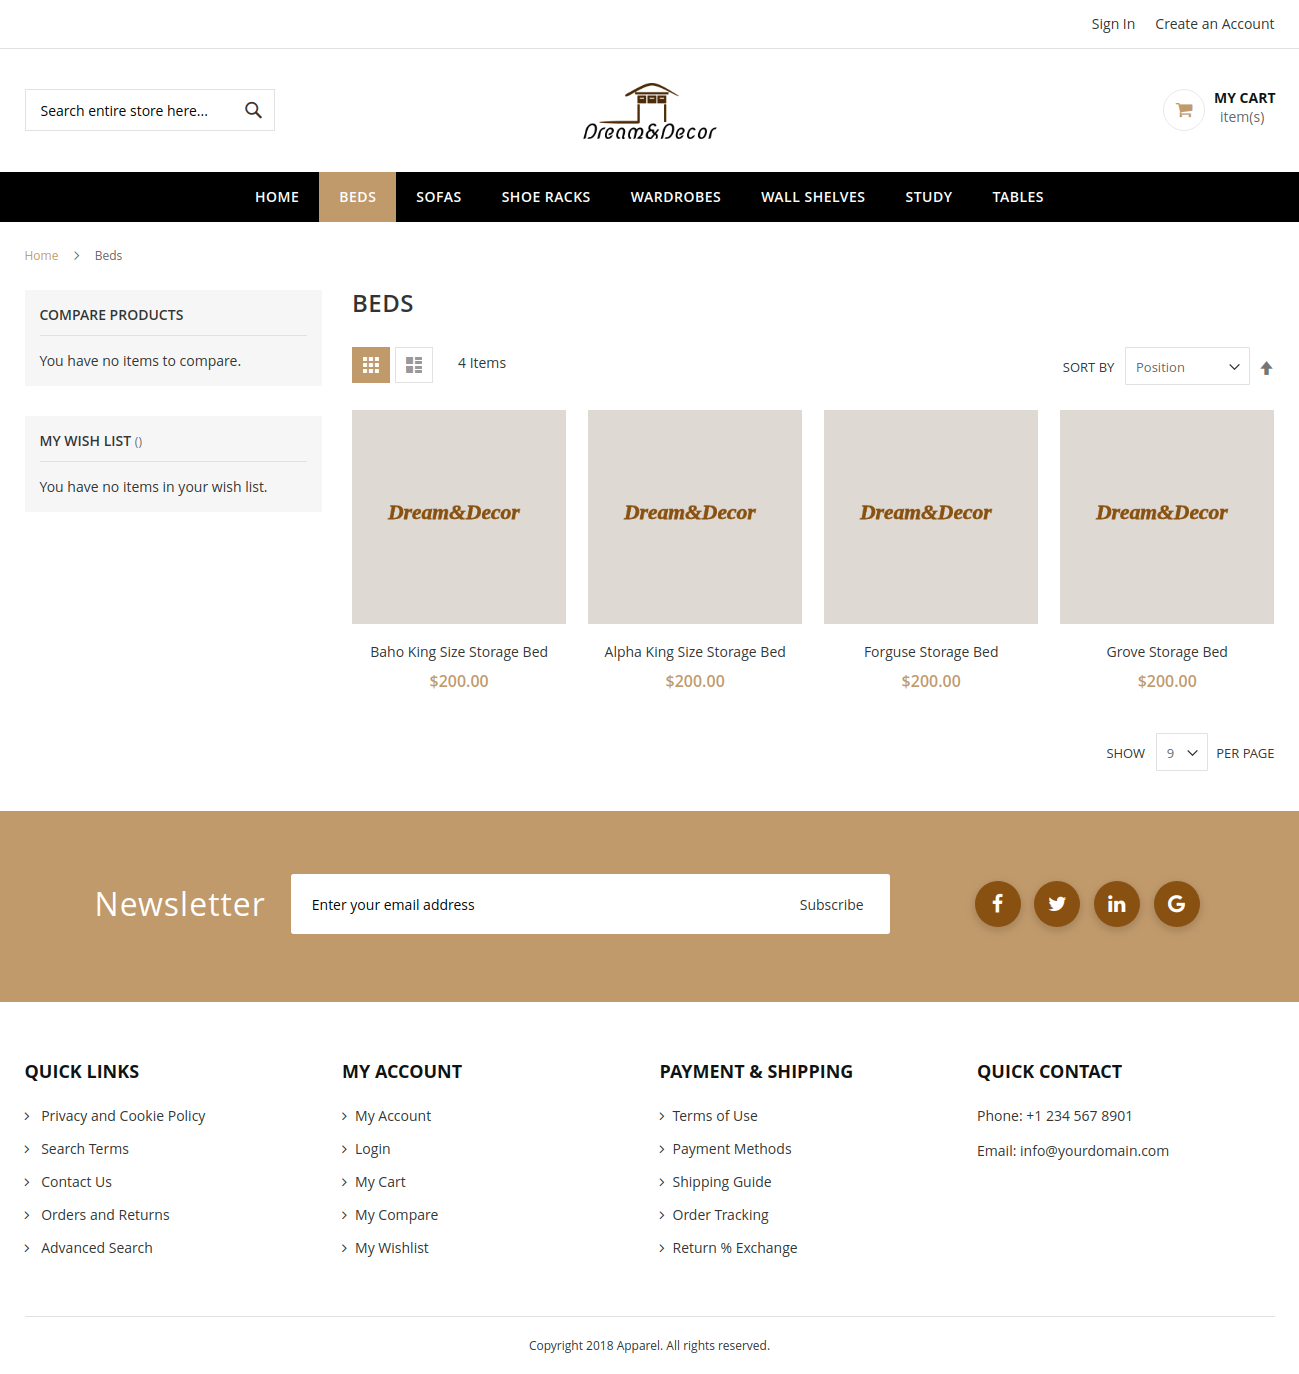 Sign In Create an Account
Search entire store here...
Dream&Decor
MY CART
item(s)
HOME BEDS SOFAS SHOE RACKS WARDROBES WALL SHELVES STUDY TABLES
Home Beds
COMPARE PRODUCTS
You have no items to compare.
MY WISH LIST ()
You have no items in your wish list.
BEDS
4 Items
SORT BY Position
Dream&Decor Dream&Decor Dream&Decor Dream&Decor
Baho King Size Storage Bed Alpha King Size Storage Bed Forguse Storage Bed Grove Storage Bed
$200.00 $200.00 $200.00 $200.00
SHOW 9 PER PAGE
Newsletter Enter your email address Subscribe
QUICK LINKS
Privacy and Cookie Policy
Search Terms
Contact Us
Orders and Returns
Advanced Search
MY ACCOUNT
My Account
Login
My Cart
My Compare
My Wishlist
PAYMENT & SHIPPING
Terms of Use
Payment Methods
Shipping Guide
Order Tracking
Return % Exchange
QUICK CONTACT
Phone: +1 234 567 8901
Email: info@yourdomain.com
Copyright 2018 Apparel. All rights reserved.